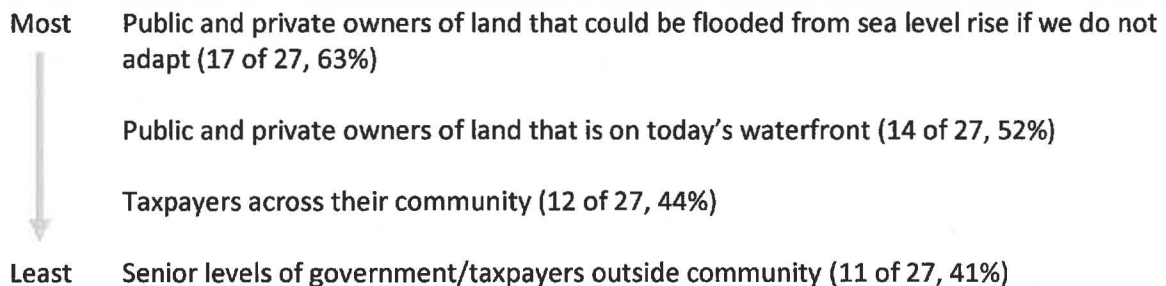 Most Public and private owners of land that could be flooded from sea level rise if we do not
adapt (17 of 27, 63%)
Public and private owners of land that is on today's waterfront (14 of 27, 52%)
Taxpayers across their community (12 of 27, 44%)
Least Senior levels of government/taxpayers outside community (11 of 27, 41%)